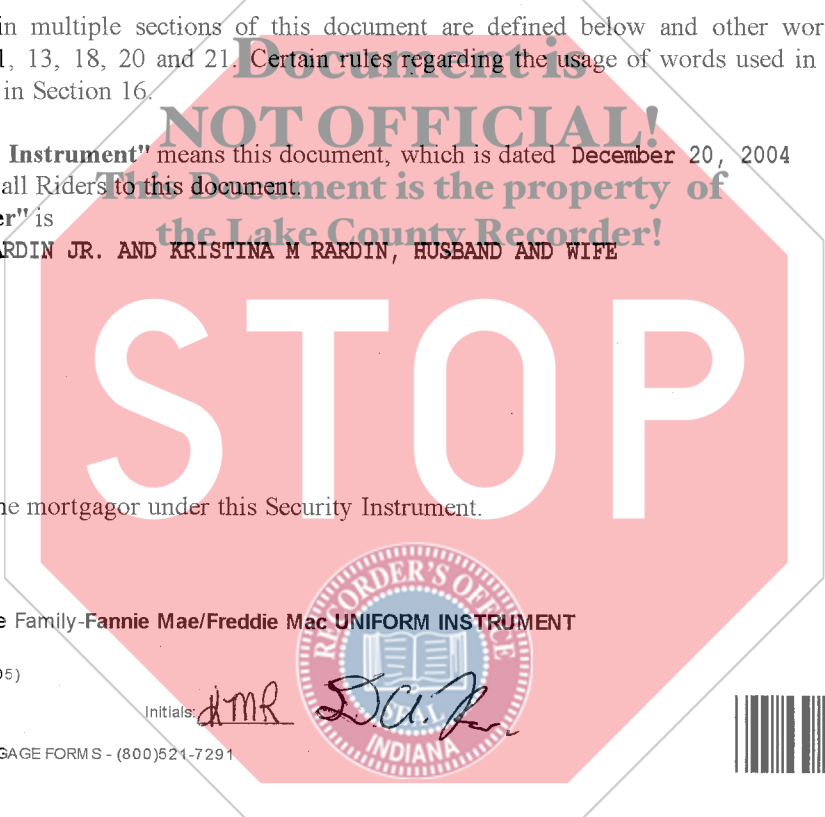 in multiple sections of this document are defined below and other wor
1, 13, 18, 20 and 21. Certain rules regarding the usage of words used in
in Section 16.
Document is
NOT OFFICIAL!
Instrument" means this document, which is dated December 20, 2004
all Riders to this document.
This Document is the property of
er" is
the Lake County Recorder!
ARDIN JR. AND KRISTINA M RARDIN, HUSBAND AND WIFE
STOP
he mortgagor under this Security Instrument.
RECORDER'S OFFICE
e Family-Fannie Mae/Freddie Mac UNIFORM INSTRUMENT
05)
SEAL
Initials: KMR
INDIANA
GAGE FORMS - (800)521-7291